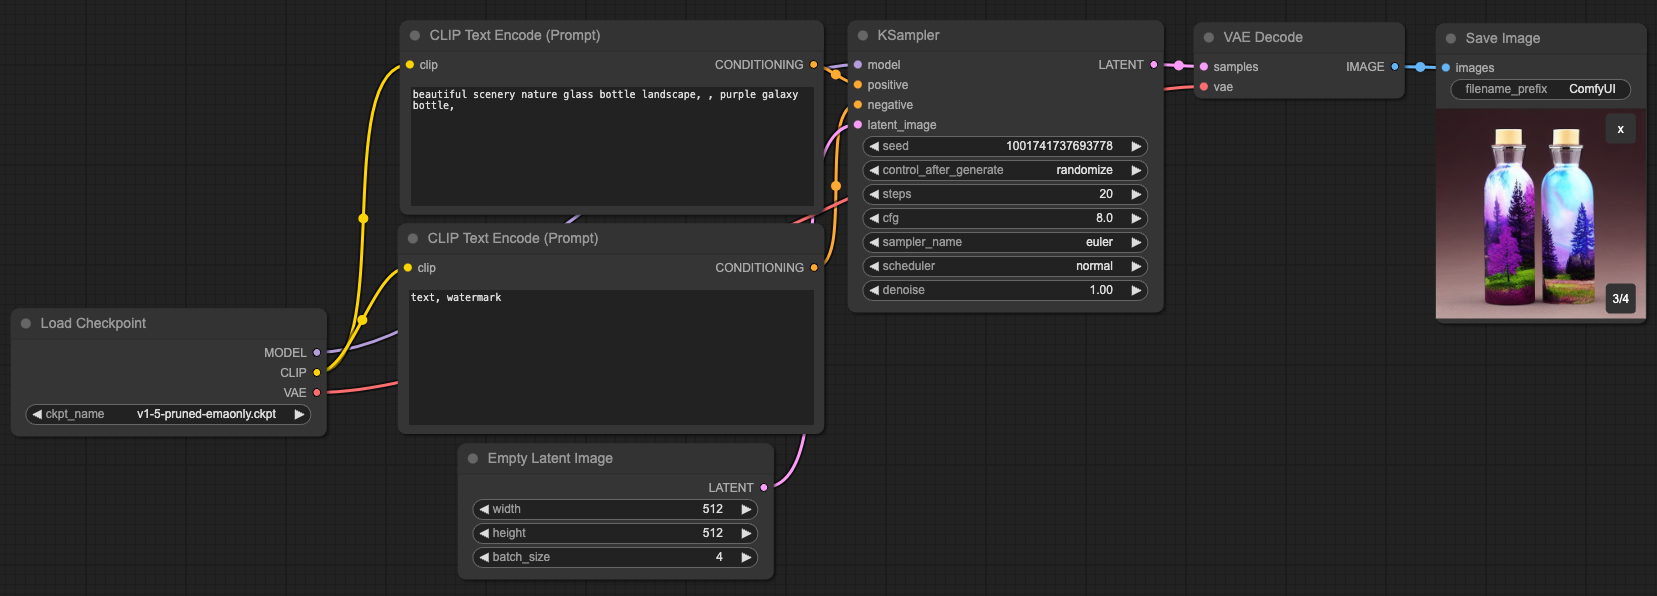 Load Checkpoint
MODEL
CLIP
VAE
ckpt_name v1-5-pruned-emaonly.ckpt
CLIP Text Encode (Prompt)
clip CONDITIONING
beautiful scenery nature glass bottle landscape, , purple galaxy
bottle,
CLIP Text Encode (Prompt)
clip CONDITIONING
text, watermark
Empty Latent Image
LATENT
width 512
height 512
batch_size 4
KSampler
model LATENT
positive
negative
latent_image
seed 1001741737693778
control_after_generate randomize
steps 20
cfg 8.0
sampler_name euler
scheduler normal
denoise 1.00
VAE Decode
samples IMAGE
vae
Save Image
images
filename_prefix ComfyUI
x
3/4